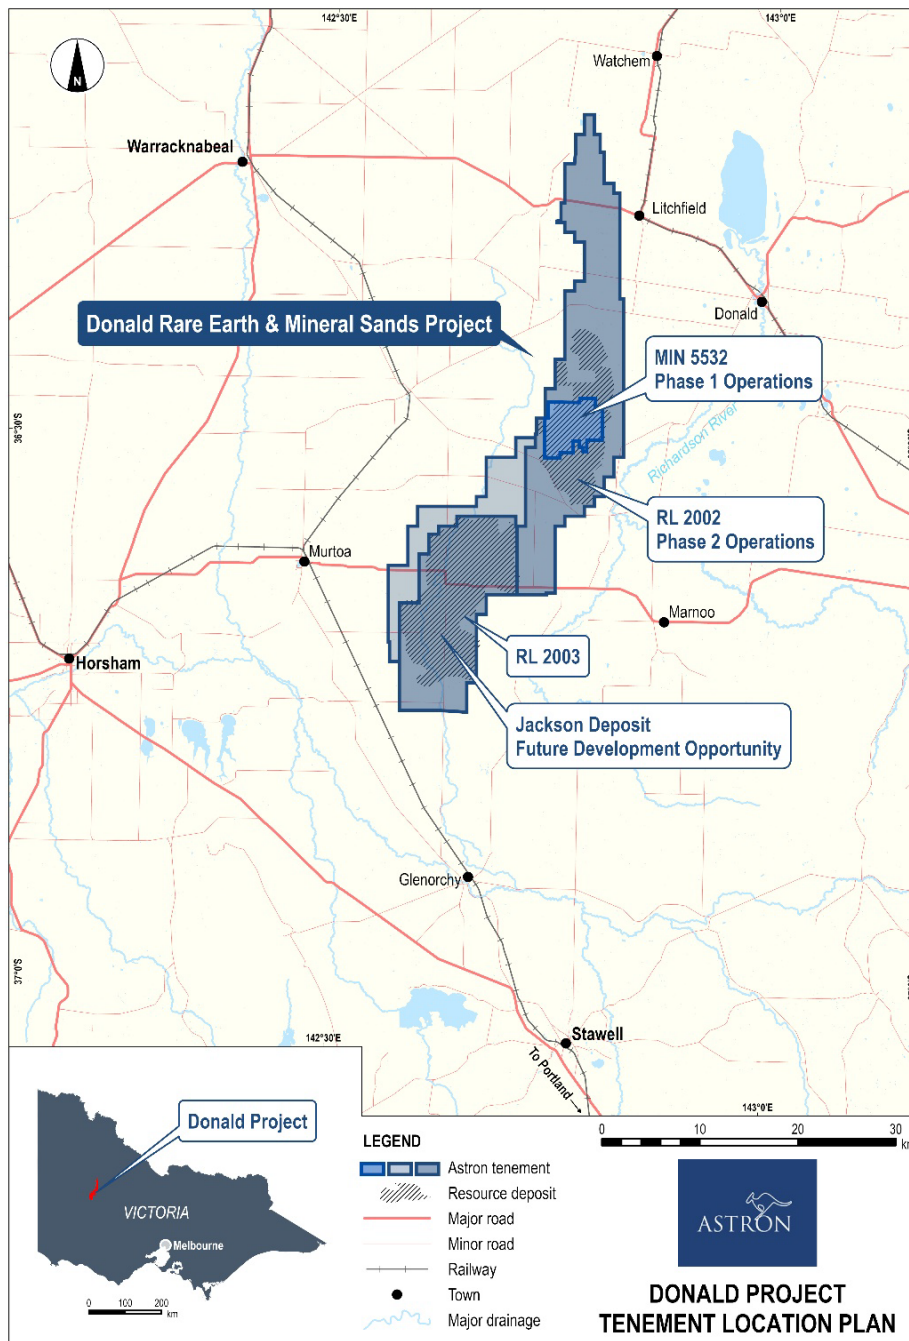 142°30'E
143°0'E
N
Watchem
Warracknabeal
Litchfield
Donald Rare Earth & Mineral Sands Project
Donald
MIN 5532
Phase 1 Operations
36°30'S
Richardson River
RL 2002
Phase 2 Operations
Murtoa
Marnoo
RL 2003
Horsham
Jackson Deposit
Future Development Opportunity
Glenorchy
37°0'S
142°30'E
Stawell
To Portland
143°0'E
Donald Project
VICTORIA
Melbourne
0 100 200
km
LEGEND
Astron tenement
Resource deposit
Major road
Minor road
Railway
Town
Major drainage
0 10 20 30
ASTRON
DONALD PROJECT
TENEMENT LOCATION PLAN